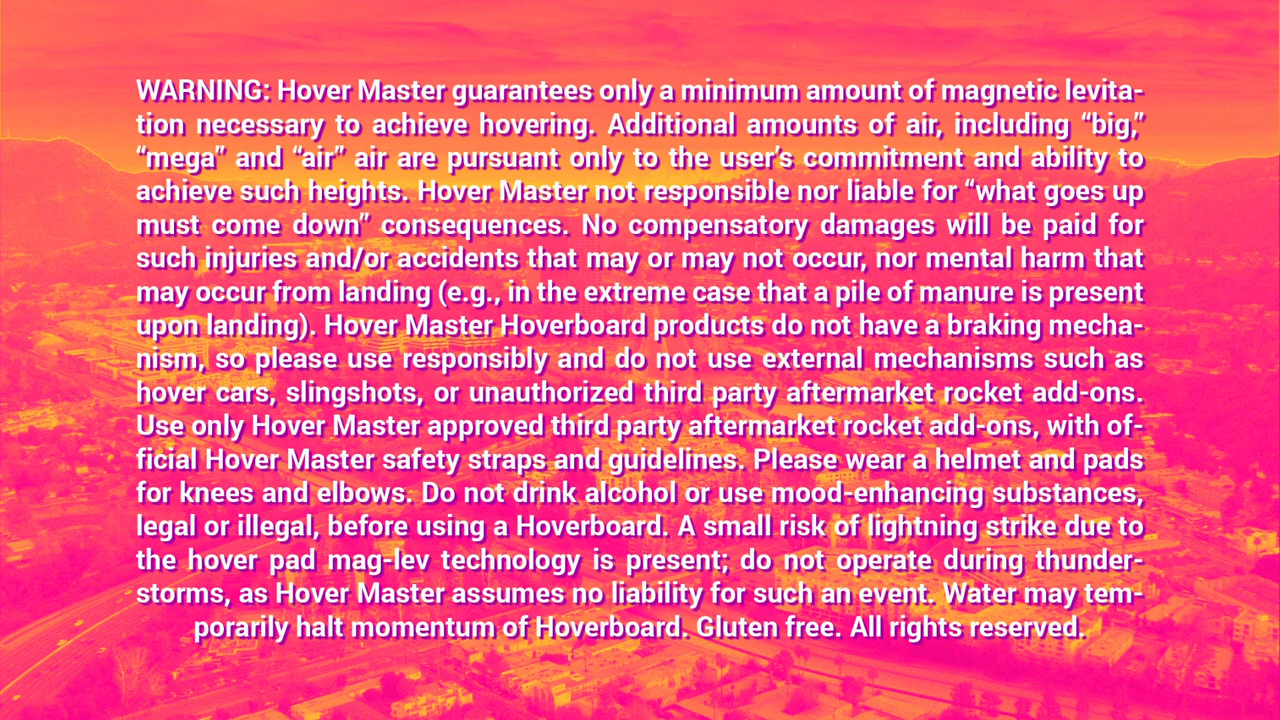 WARNING: Hover Master guarantees only a minimum amount of magnetic levita-
tion necessary to achieve hovering. Additional amounts of air, including “big,”
“mega” and “air” air are pursuant only to the user’s commitment and ability to
achieve such heights. Hover Master not responsible nor liable for “what goes up
must come down” consequences. No compensatory damages will be paid for
such injuries and/or accidents that may or may not occur, nor mental harm that
may occur from landing (e.g., in the extreme case that a pile of manure is present
upon landing). Hover Master Hoverboard products do not have a braking mecha-
nism, so please use responsibly and do not use external mechanisms such as
hover cars, slingshots, or unauthorized third party aftermarket rocket add-ons.
Use only Hover Master approved third party aftermarket rocket add-ons, with of-
ficial Hover Master safety straps and guidelines. Please wear a helmet and pads
for knees and elbows. Do not drink alcohol or use mood-enhancing substances,
legal or illegal, before using a Hoverboard. A small risk of lightning strike due to
the hover pad mag-lev technology is present; do not operate during thunder-
storms, as Hover Master assumes no liability for such an event. Water may tem-
porarily halt momentum of Hoverboard. Gluten free. All rights reserved.